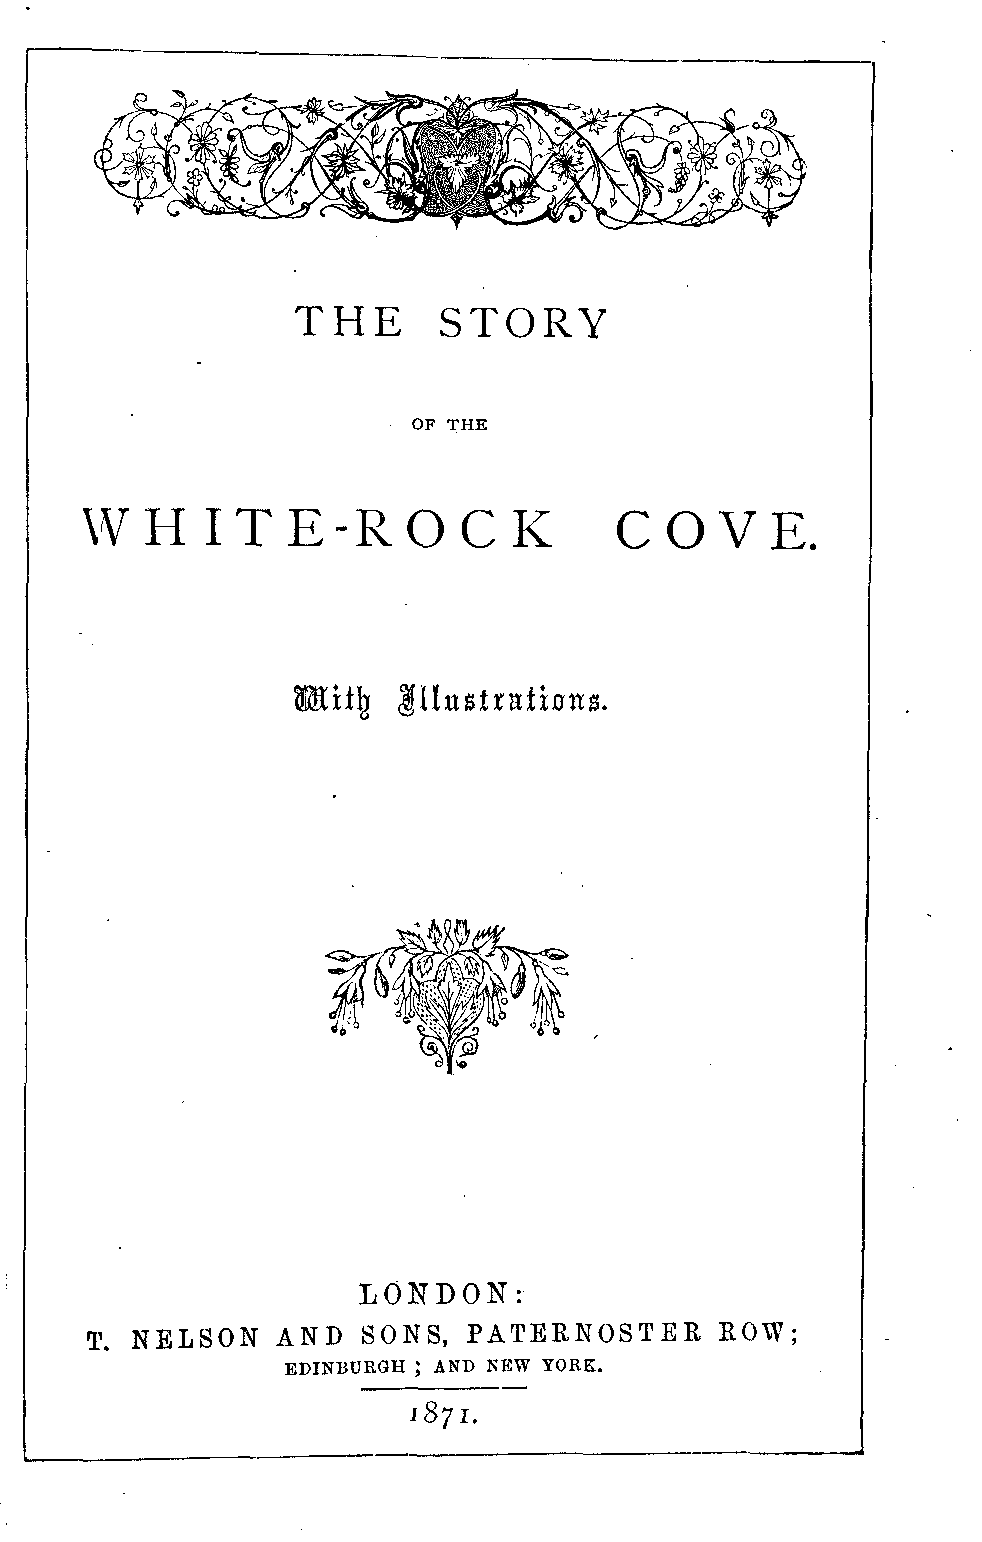 THE STORY
OF THE
WHITE-ROCK COVE.
With Illustrations.
LONDON:
T. NELSON AND SONS, PATERNOSTER ROW;
EDINBURGH; AND NEW YORK.
1871.